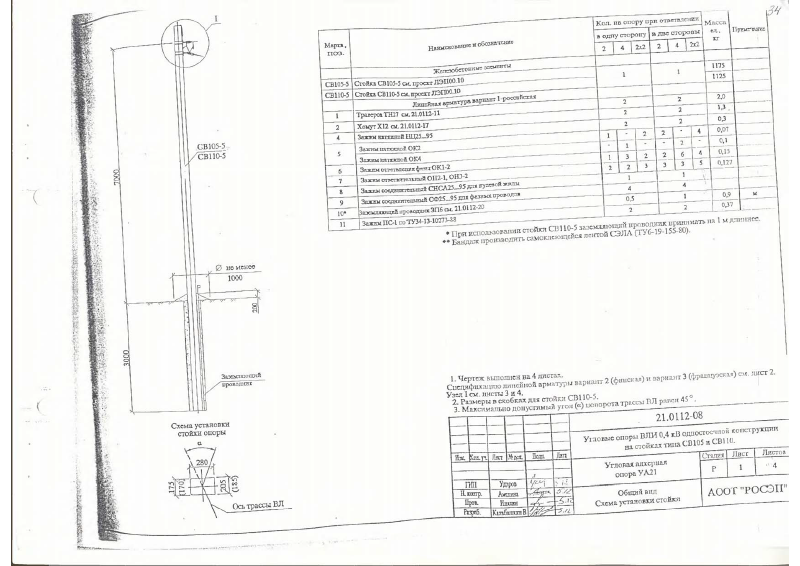 34
I
7000
СВ105-5
СВ110-5
Ø не менее
1000
200
3000
Заземляющий
проводник
Схема установки
стойки опоры
α
280
175
(170)
205
(185)
Ось трассы ВЛ
Марка, поз.
Наименование и обозначение
Кол. на опору при ответвлении
в одну сторону в две стороны
2 4 2х2 2 4 2х2
Масса ед., кг
Примечание
Железобетонные элементы
СВ105-5 Стойка СВ105-5 см. проект ЛЭП00.10 1 1 1175
СВ110-5 Стойка СВ110-5 см. проект ЛЭП00.10 1125
Линейная арматура вариант 1-российская
1 Траверса ТН17 см. 21.0112-11 2 2 2,0
2 Хомут Х12 см. 21.0112-17 2 2 1,3
4 Зажим натяжной НЦ25...95 2 2 0,3
5 Зажим натяжной ОК2 1 - 2 2 - 4 0,07
Зажим натяжной ОК4 - 1 - - 2 - 0,1
6 Зажим ответвления фаз ОК1-2 1 3 2 2 6 4 0,15
7 Зажим ответвительный ОН2-1, ОН3-2 2 2 3 3 3 5 0,127
8 Зажим соединительный СНСА25...95 для нулевой жилы 1 1
9 Зажим соединительный СФ25...95 для фазных проводов 4 4
10* Заземляющий проводник ЗП6 см. 21.0112-20 0,5 1 0,9 м
11 Зажим ПС-1 по ТУ34-13-10273-88 2 2 0,37
* При использовании стойки СВ110-5 заземляющий проводник принимать на 1 м длиннее.
** Бандаж производить самоклеющейся лентой СЭЛА (ТУ6-19-155-80).
1. Чертеж выполнен на 4 листах.
Спецификацию линейной арматуры вариант 2 (финская) и вариант 3 (французская) см. лист 2.
Узел I см. листы 3 и 4.
2. Размеры в скобках для стойки СВ110-5.
3. Максимально допустимый угол (α) поворота трассы ВЛ равен 45°.
21.0112-08
Угловые опоры ВЛИ 0,4 кВ одностоечной конструкции
на стойках типа СВ105 и СВ110.
Изм. Кол.уч. Лист №док. Подп. Дата
Угловая анкерная
опора УА21
Стадия Лист Листов
Р 1 4
ГИП Ударов
Н.контр. Амелина
Пров.
Разраб. Калабашкин В
Общий вид
Схема установки стойки
АООТ "РОСЭП"